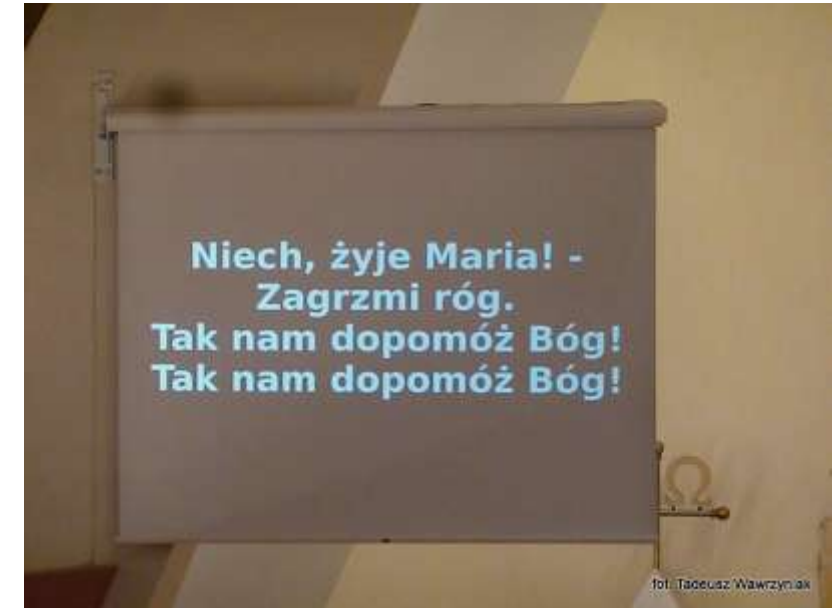 Niech, żyje Maria! -
Zagrzmi róg.
Tak nam dopomóż Bóg!
Tak nam dopomóż Bóg!
fot. Tadeusz Wawrzyniak